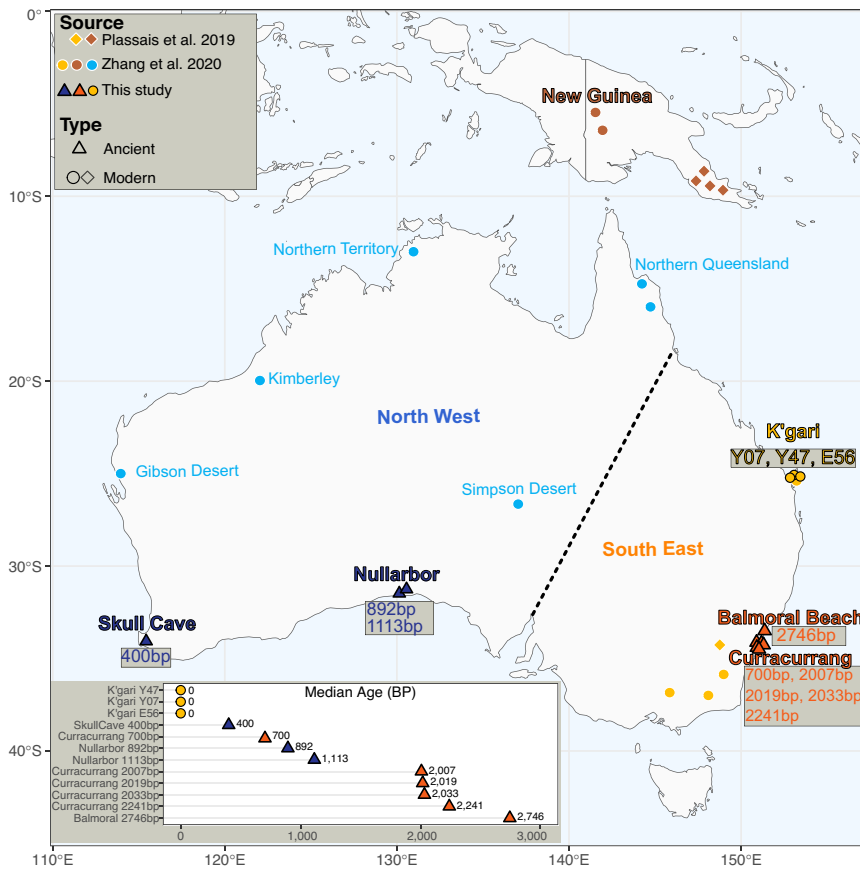 0°
Source
Plassais et al. 2019
Zhang et al. 2020
This study
Type
Ancient
Modern
New Guinea
10°S
Northern Territory
Northern Queensland
20°S
Kimberley
North West
K'gari
Y07, Y47, E56
Gibson Desert
Simpson Desert
South East
30°S
Nullarbor
892bp
1113bp
Skull Cave
400bp
Balmoral Beach
2746bp
Curracurrang
700bp, 2007bp
2019bp, 2033bp
2241bp
Median Age (BP)
K'gari Y47 0
K'gari Y07 0
K'gari E56 0
SkullCave 400bp 400
Curracurrang 700bp 700
Nullarbor 892bp 892
Nullarbor 1113bp 1,113
Curracurrang 2007bp 2,007
Curracurrang 2019bp 2,019
Curracurrang 2033bp 2,033
Curracurrang 2241bp 2,241
Balmoral 2746bp 2,746
0 1,000 2,000 3,000
40°S
110°E 120°E 130°E 140°E 150°E